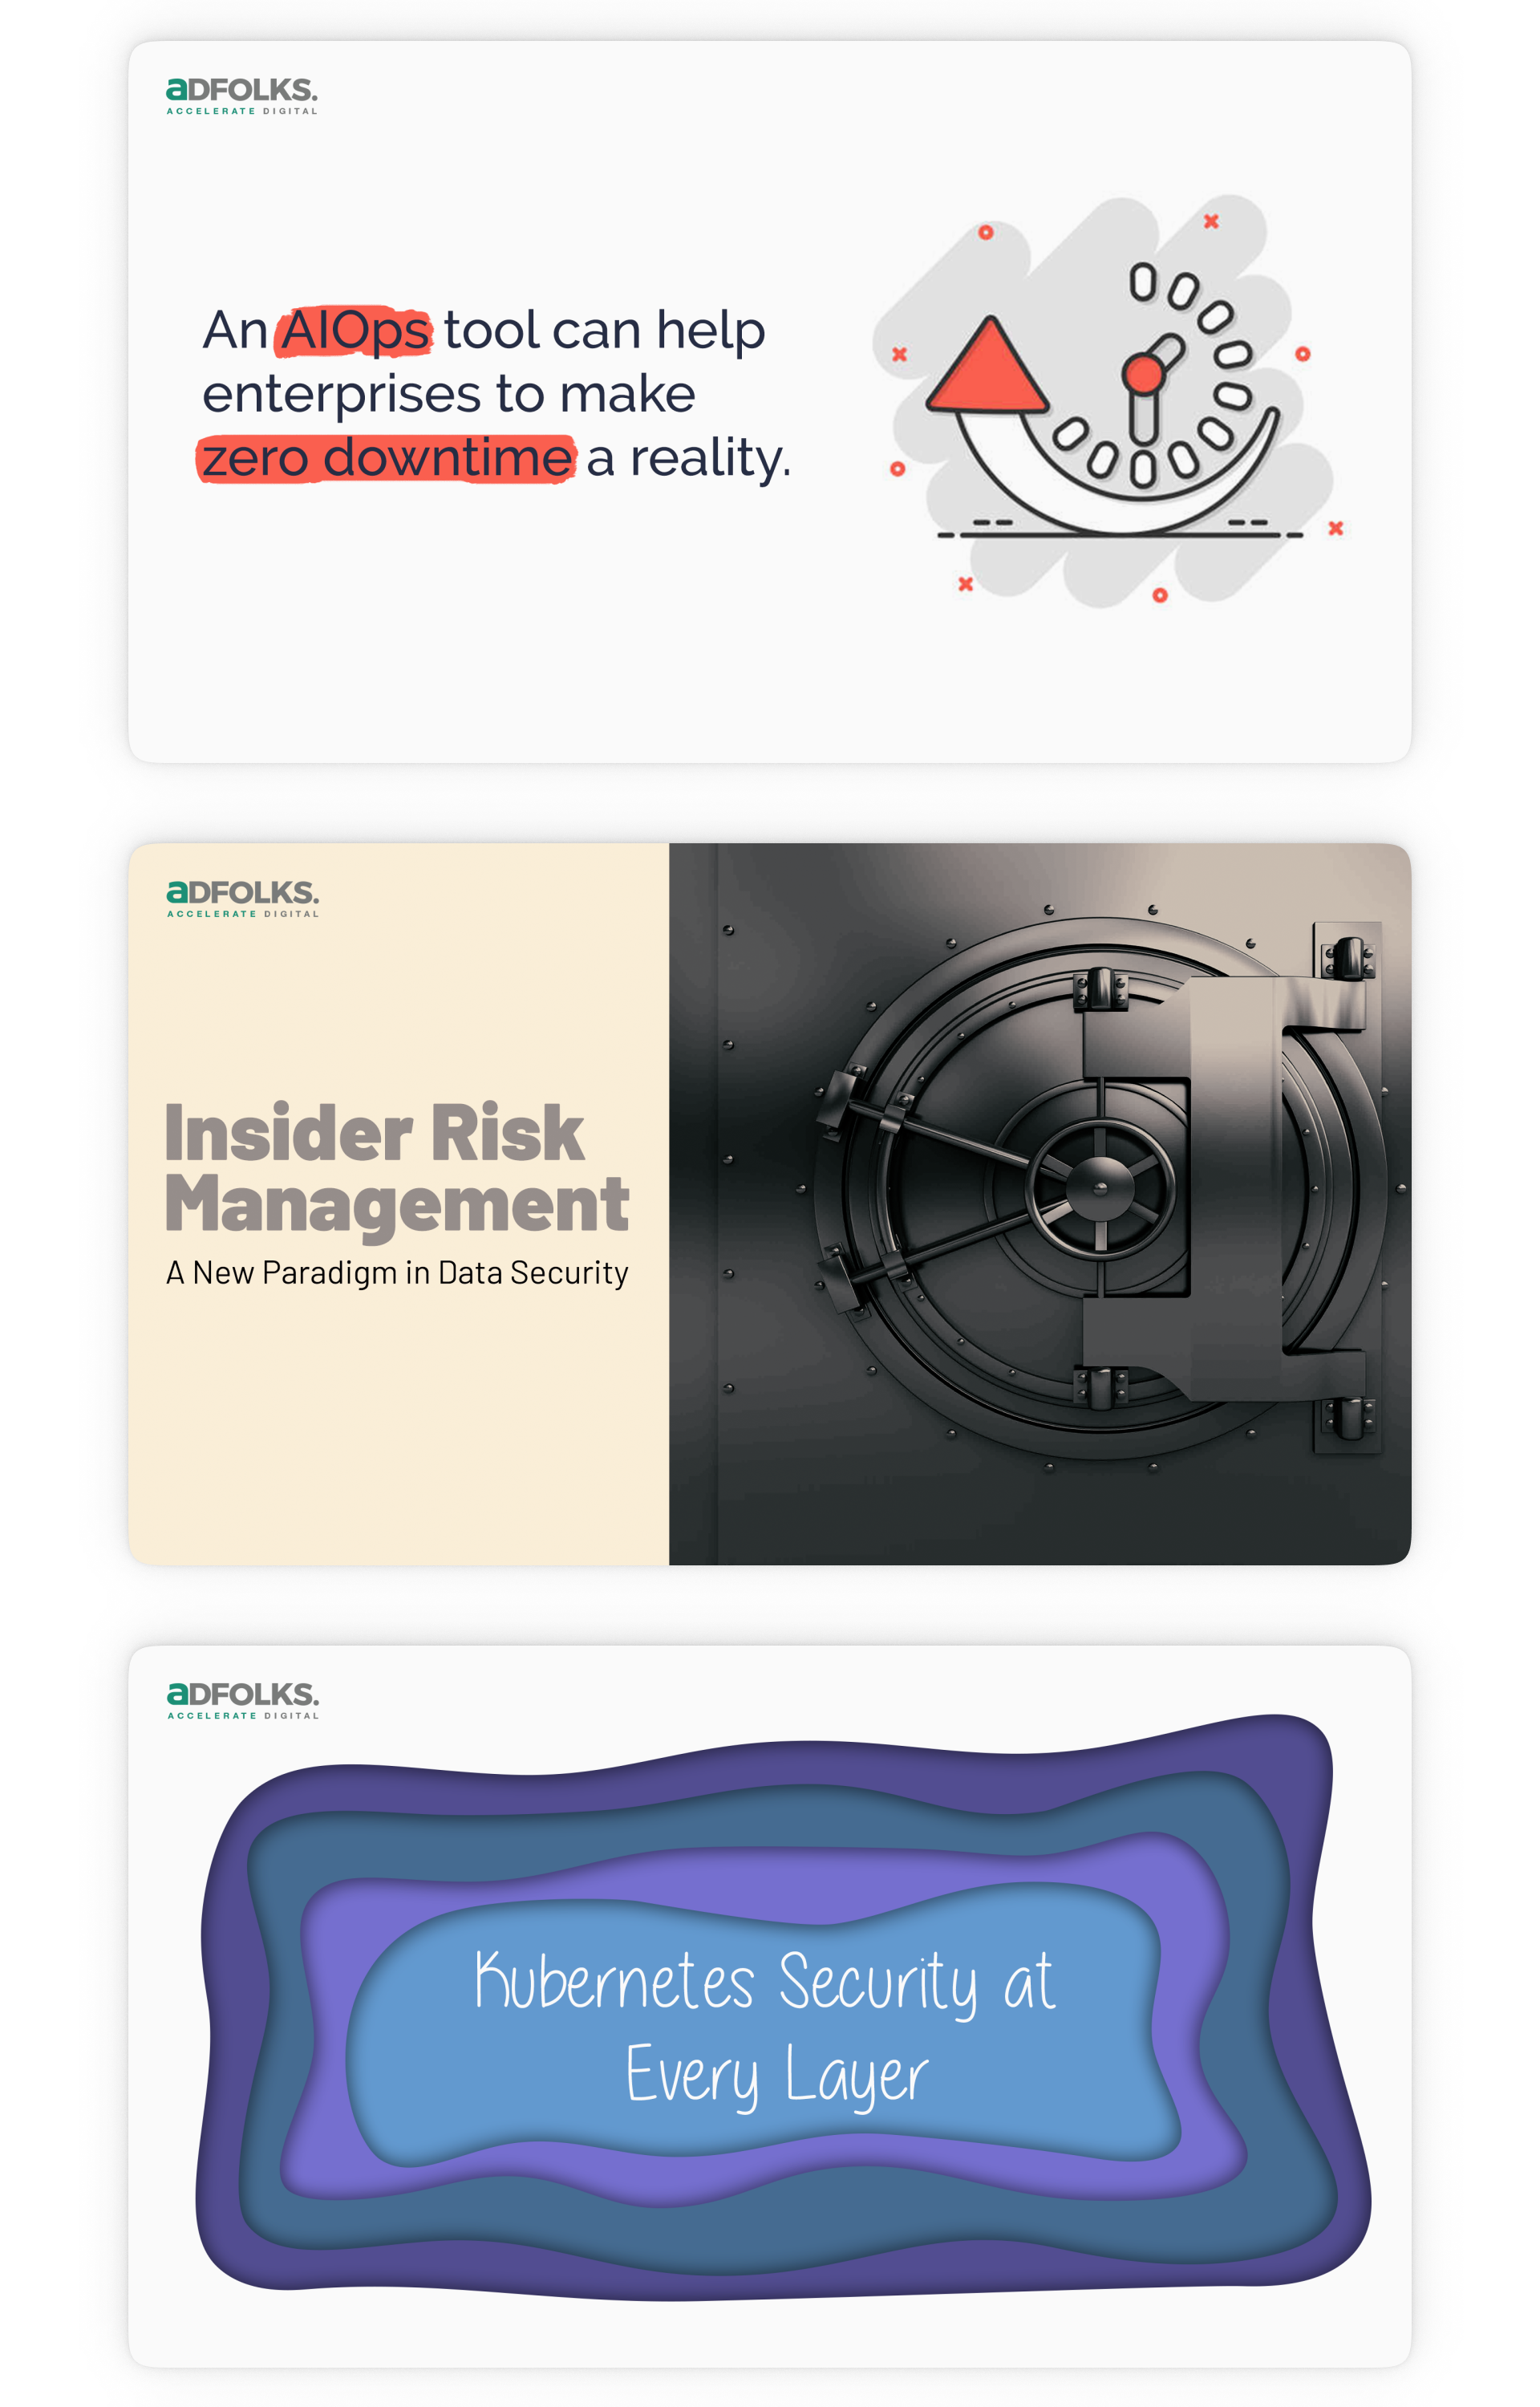 aDFOLKS.
ACCELERATE DIGITAL
An AIOps tool can help
enterprises to make
zero downtime a reality.
aDFOLKS.
ACCELERATE DIGITAL
Insider Risk
Management
A New Paradigm in Data Security
aDFOLKS.
ACCELERATE DIGITAL
Kubernetes Security at
Every Layer